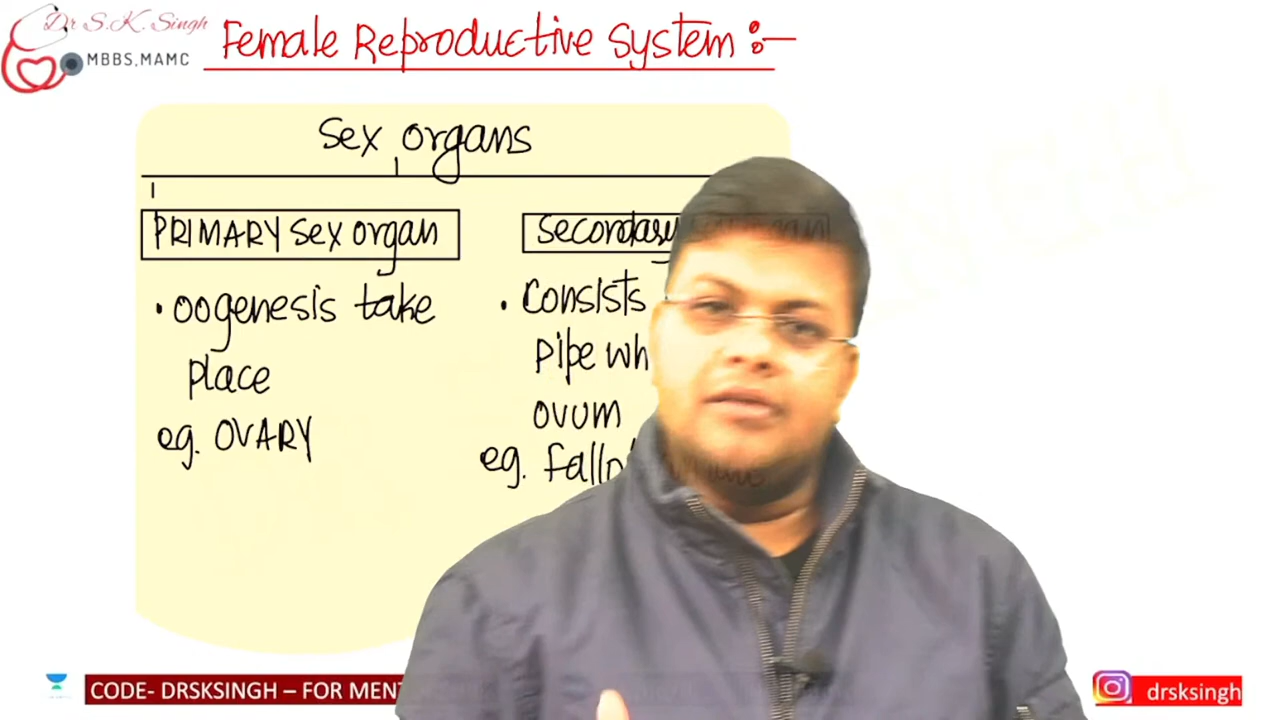 Dr S.K. Singh
MBBS,MAMC
Female Reproductive System :-
Sex organs
PRIMARY Sex organ
Secondary
• oogenesis take
place
eg. OVARY
• Consists
Pipe wh
ovum
eg. Fallo
CODE- DRSKSINGH – FOR MENT
drsksingh